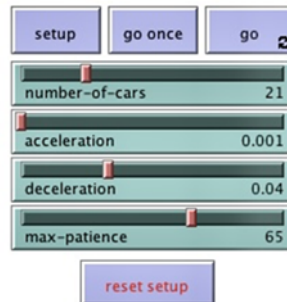 setup go once go
number-of-cars 21
acceleration 0.001
deceleration 0.04
max-patience 65
reset setup